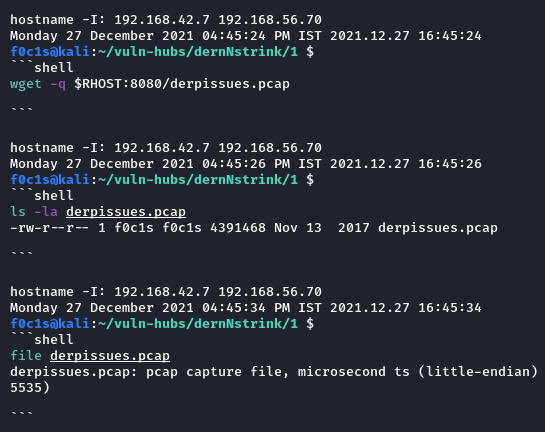 hostname -I: 192.168.42.7 192.168.56.70
Monday 27 December 2021 04:45:24 PM IST 2021.12.27 16:45:24
f0c1s@kali:~/vuln-hubs/dernNstrink/1 $
```shell
wget -q $RHOST:8080/derpissues.pcap

```

hostname -I: 192.168.42.7 192.168.56.70
Monday 27 December 2021 04:45:26 PM IST 2021.12.27 16:45:26
f0c1s@kali:~/vuln-hubs/dernNstrink/1 $
```shell
ls -la derpissues.pcap
-rw-r--r-- 1 f0c1s f0c1s 4391468 Nov 13  2017 derpissues.pcap

```

hostname -I: 192.168.42.7 192.168.56.70
Monday 27 December 2021 04:45:34 PM IST 2021.12.27 16:45:34
f0c1s@kali:~/vuln-hubs/dernNstrink/1 $
```shell
file derpissues.pcap
derpissues.pcap: pcap capture file, microsecond ts (little-endian)
5535)

```